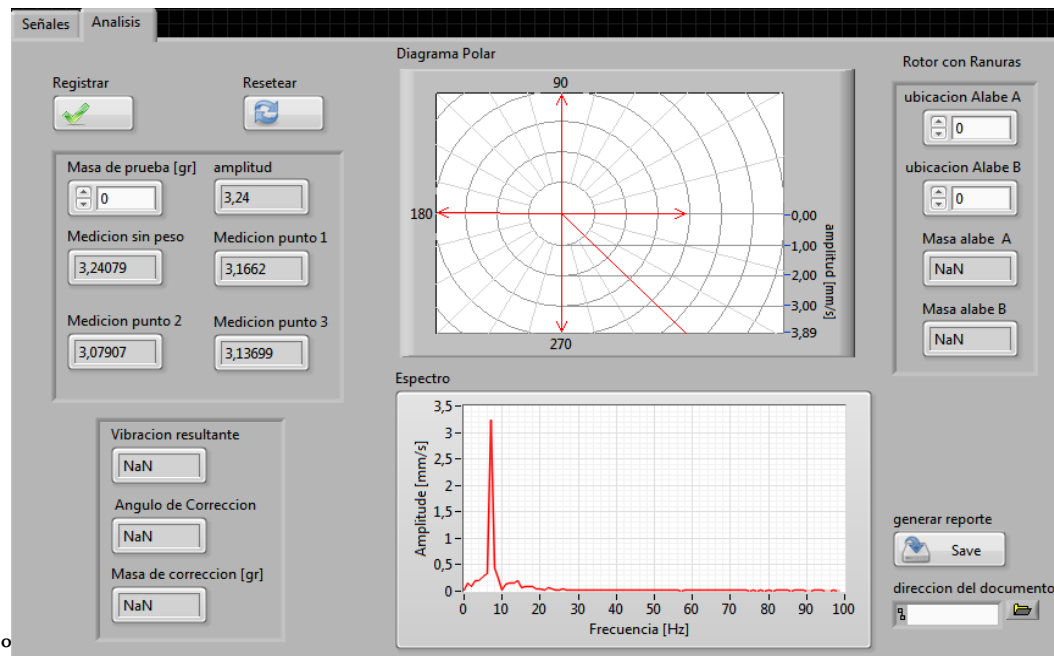 Señales
Analisis
Registrar
Resetear
Masa de prueba [gr]
0
amplitud
3,24
Medicion sin peso
3,24079
Medicion punto 1
3,1662
Medicion punto 2
3,07907
Medicion punto 3
3,13699
Vibracion resultante
NaN
Angulo de Correccion
NaN
Masa de correccion [gr]
NaN
o
Diagrama Polar
90
180
270
0,00
1,00
2,00
3,00
3,89
amplitud [mm/s]
Espectro
3,5
3
2,5
2
1,5
1
0,5
0
Amplitude [mm/s]
0 10 20 30 40 50 60 70 80 90 100
Frecuencia [Hz]
Rotor con Ranuras
ubicacion Alabe A
0
ubicacion Alabe B
0
Masa alabe A
NaN
Masa alabe B
NaN
generar reporte
Save
direccion del documento